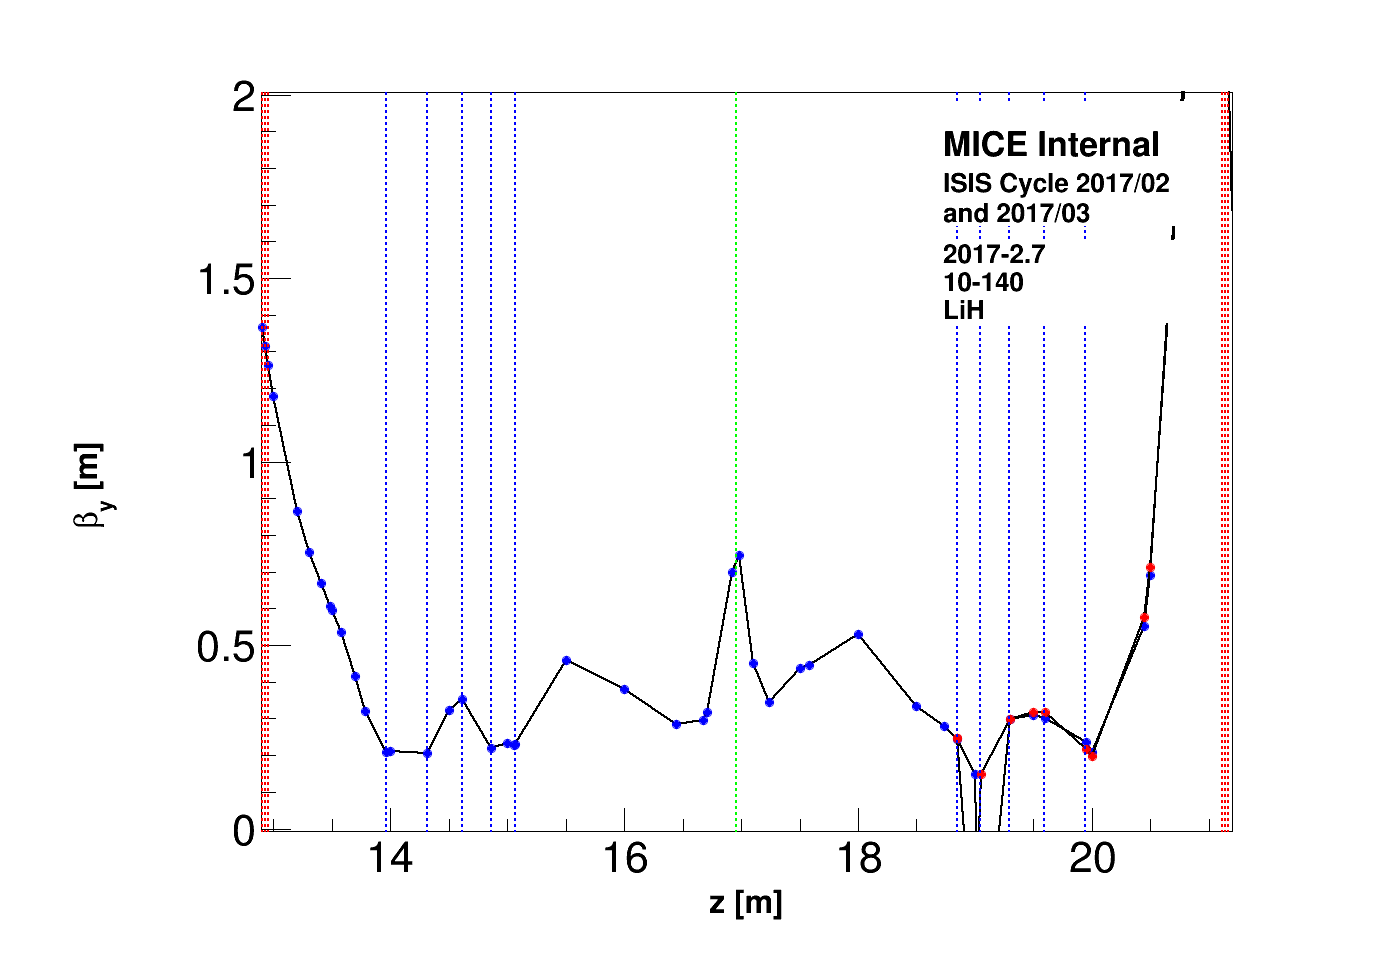 2
1.5
1
0.5
0
14 16 18 20
z [m]
βy [m]
MICE Internal
ISIS Cycle 2017/02
and 2017/03
2017-2.7
10-140
LiH